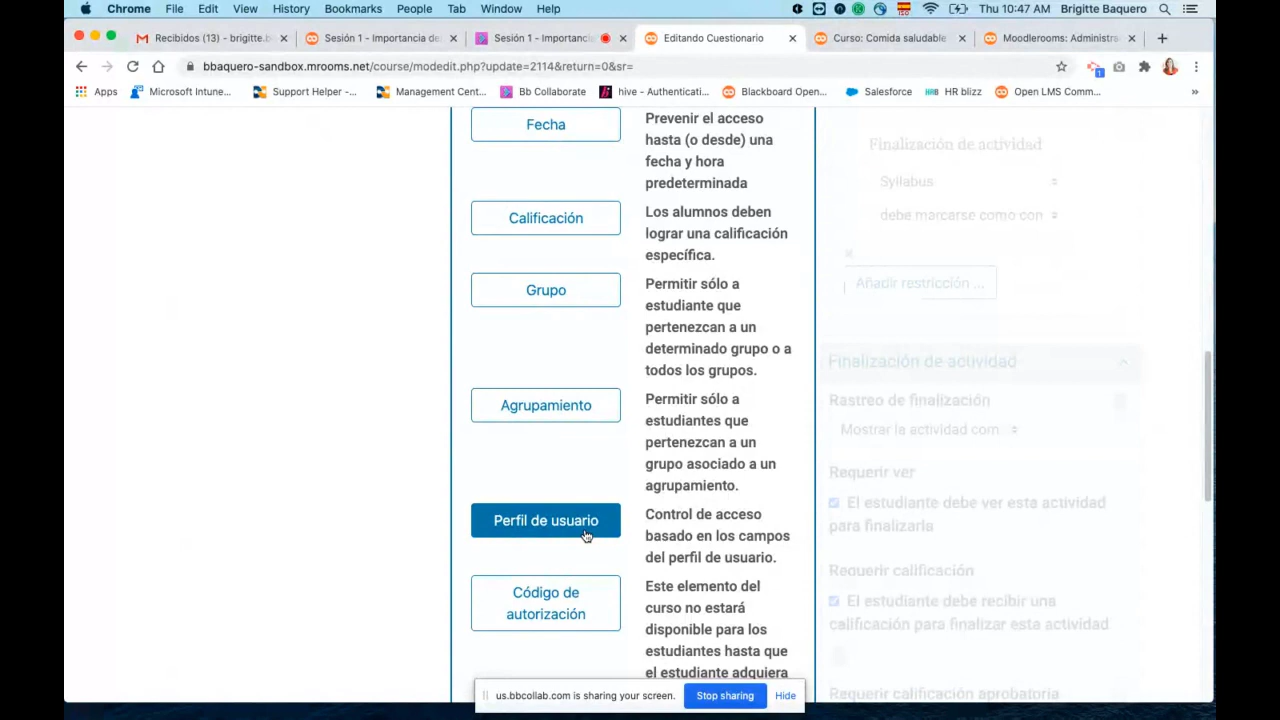 Chrome File Edit View History Bookmarks People Tab Window Help
ISO
Thu 10:47 AM Brigitte Baquero
Recibidos (13) - brigitte.b
Sesión 1 - Importancia de
Sesión 1 - Importancia
Editando Cuestionario
Curso: Comida saludable
Moodlerooms: Administra
bbaquero-sandbox.mrooms.net/course/modedit.php?update=2114&return=0&sr=
1
Apps
Microsoft Intune...
Support Helper -...
Management Cent...
Bb Collaborate
hive - Authenticati...
Blackboard Open...
Salesforce
HR blizz
Open LMS Comm...
»
Fecha
Prevenir el acceso
hasta (o desde) una
fecha y hora
predeterminada
Calificación
Los alumnos deben
lograr una calificación
específica.
Grupo
Permitir sólo a
estudiante que
pertenezcan a un
determinado grupo o a
todos los grupos.
Agrupamiento
Permitir sólo a
estudiantes que
pertenezcan a un
grupo asociado a un
agrupamiento.
Perfil de usuario
Control de acceso
basado en los campos
del perfil de usuario.
Código de
autorización
Este elemento del
curso no estará
disponible para los
estudiantes hasta que
el estudiante adquiera
Finalización de actividad
Syllabus
debe marcarse como com
Añadir restricción ...
Finalización de actividad
Rastreo de finalización
Mostrar la actividad com
Requerir ver
El estudiante debe ver esta actividad
para finalizarla
Requerir calificación
El estudiante debe recibir una
calificación para finalizar esta actividad
Requerir calificación aprobatoria
us.bbcollab.com is sharing your screen.
Stop sharing
Hide